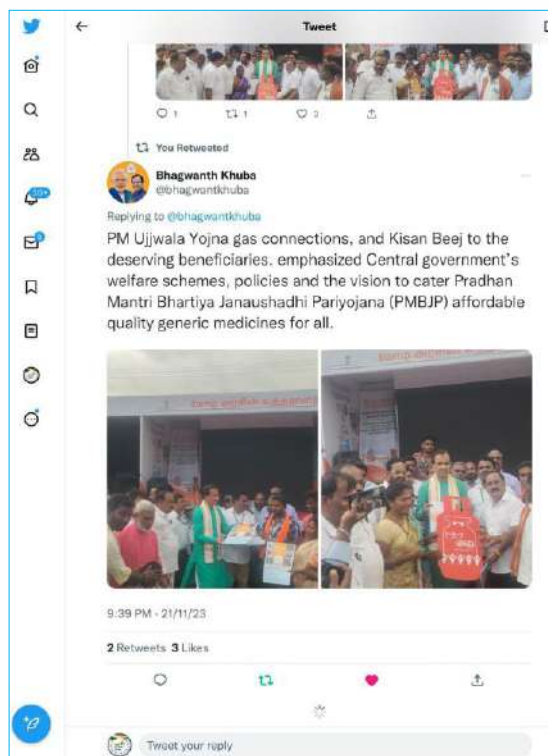 Tweet
1 1 3
You Retweeted
Bhagwanth Khuba
@bhagwantkhuba
Replying to @bhagwantkhuba
PM Ujjwala Yojna gas connections, and Kisan Beej to the
deserving beneficiaries. emphasized Central government's
welfare schemes, policies and the vision to cater Pradhan
Mantri Bhartiya Janaushadhi Pariyojana (PMBJP) affordable
quality generic medicines for all.
9:39 PM · 21/11/23
2 Retweets 3 Likes
Tweet your reply